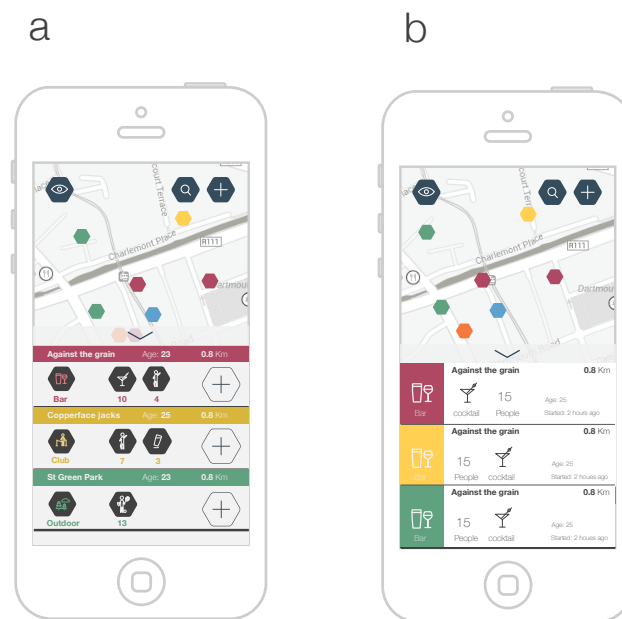 a
b
court Terrace
Charlemont Place
R111
Against the grain Age: 23 0.8 Km
Bar 10 4
Copperface jacks Age: 25 0.8 Km
Club 7 3
St Green Park Age: 23 0.8 Km
Outdoor 13
court Terrace
Charlemont Place
R111
Dartmou
Against the grain 0.8 Km
15
Age: 25
Bar cocktail People Started: 2 hours ago
Against the grain 0.8 Km
15
Age: 25
People cocktail Started: 2 houes ago
Against the grain 0.8 Km
15
Age: 25
Bar People cocktail Started: 2 houes ago